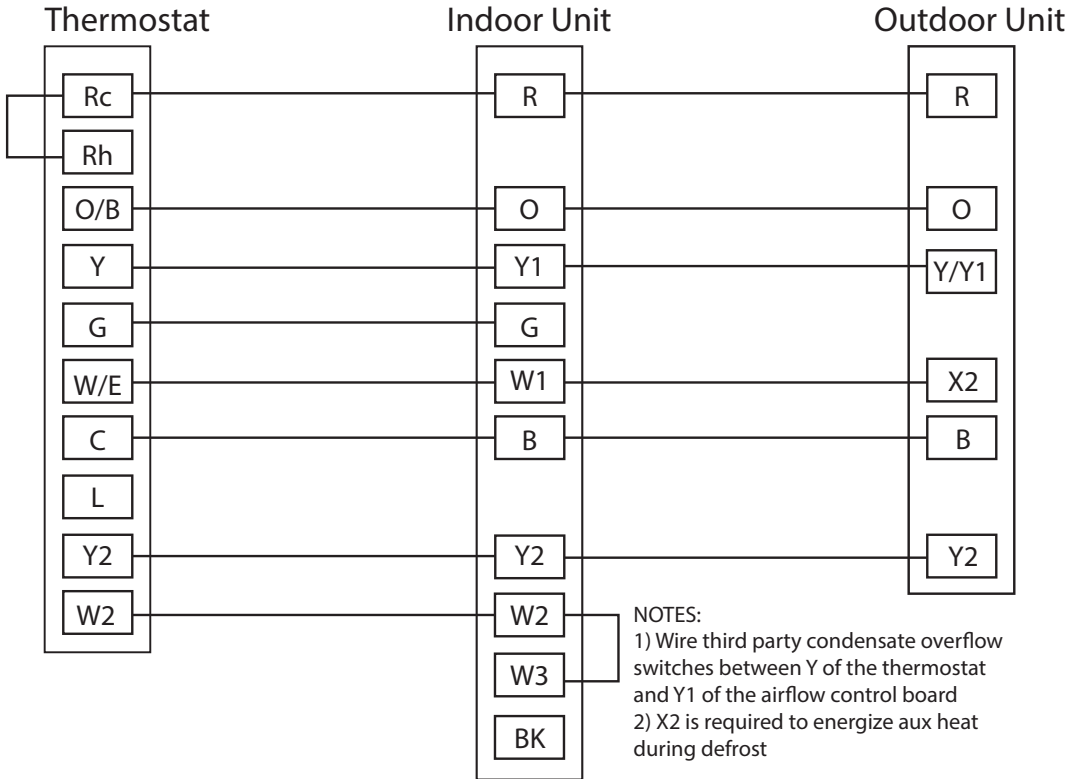 Thermostat Indoor Unit Outdoor Unit
Rc R R
Rh
O/B O O
Y Y1 Y/Y1
G G
W/E W1 X2
C B B
L
Y2 Y2 Y2
W2 W2
W3
BK
NOTES:
1) Wire third party condensate overflow
switches between Y of the thermostat
and Y1 of the airflow control board
2) X2 is required to energize aux heat
during defrost